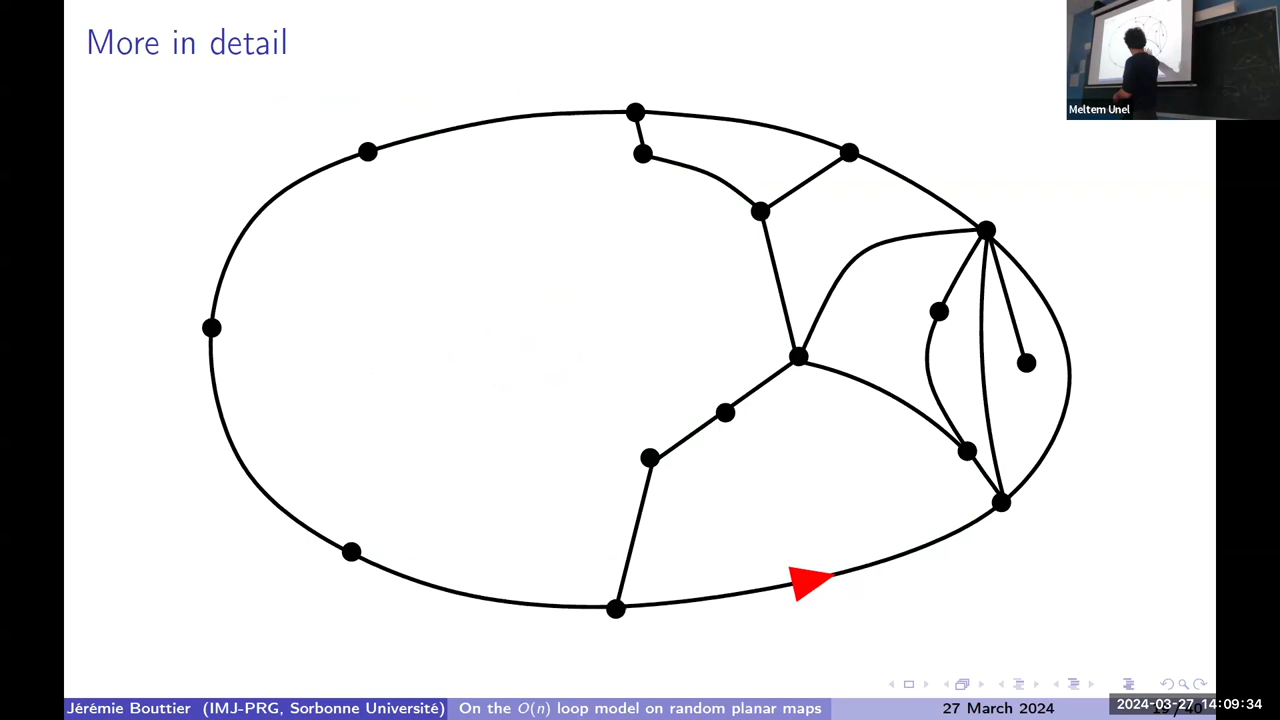 More in detail
Meltem Unel
Jérémie Bouttier (IMJ-PRG, Sorbonne Université)
On the O(n) loop model on random planar maps
27 March 2024
2024-03-27 14:09:34